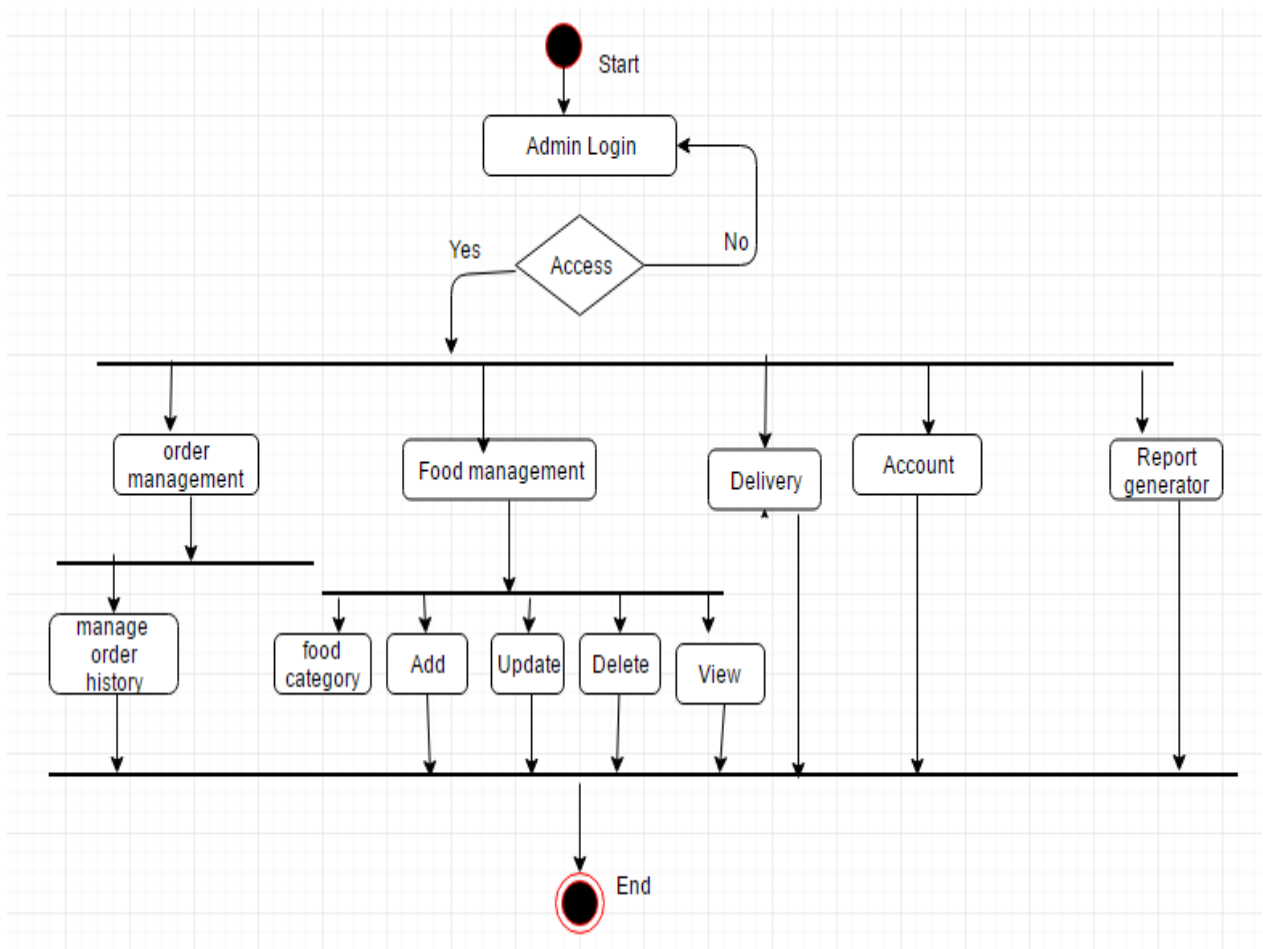 Start
Admin Login
Yes
No
Access
order
management
Food management
Delivery
Account
Report
generator
manage
order
history
food
category
Add
Update
Delete
View
End